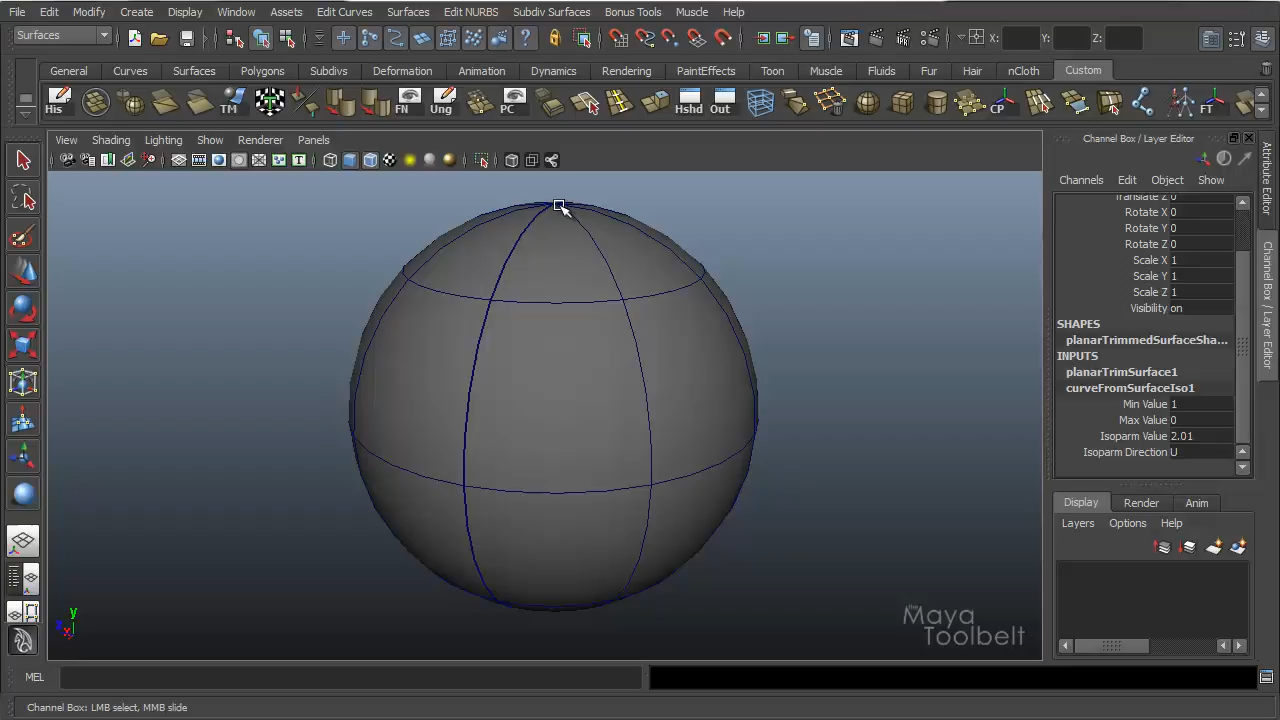 File Edit Modify Create Display Window Assets Edit Curves Surfaces Edit NURBS Subdiv Surfaces Bonus Tools Muscle Help
Surfaces X: Y: Z:
General Curves Surfaces Polygons Subdivs Deformation Animation Dynamics Rendering PaintEffects Toon Muscle Fluids Fur Hair nCloth Custom
His TM FN Ung PC Hshd Out CP FT
View Shading Lighting Show Renderer Panels
Channel Box / Layer Editor
Channels Edit Object Show
Translate Z 0
Rotate X 0
Rotate Y 0
Rotate Z 0
Scale X 1
Scale Y 1
Scale Z 1
Visibility on
SHAPES
planarTrimmedSurfaceSha...
INPUTS
planarTrimSurface1
curveFromSurfaceIso1
Min Value 1
Max Value 0
Isoparm Value 2.01
Isoparm Direction U
Attribute Editor
Channel Box / Layer Editor
Display Render Anim
Layers Options Help
y
z
x
the
Maya
Toolbelt
MEL
Channel Box: LMB select, MMB slide